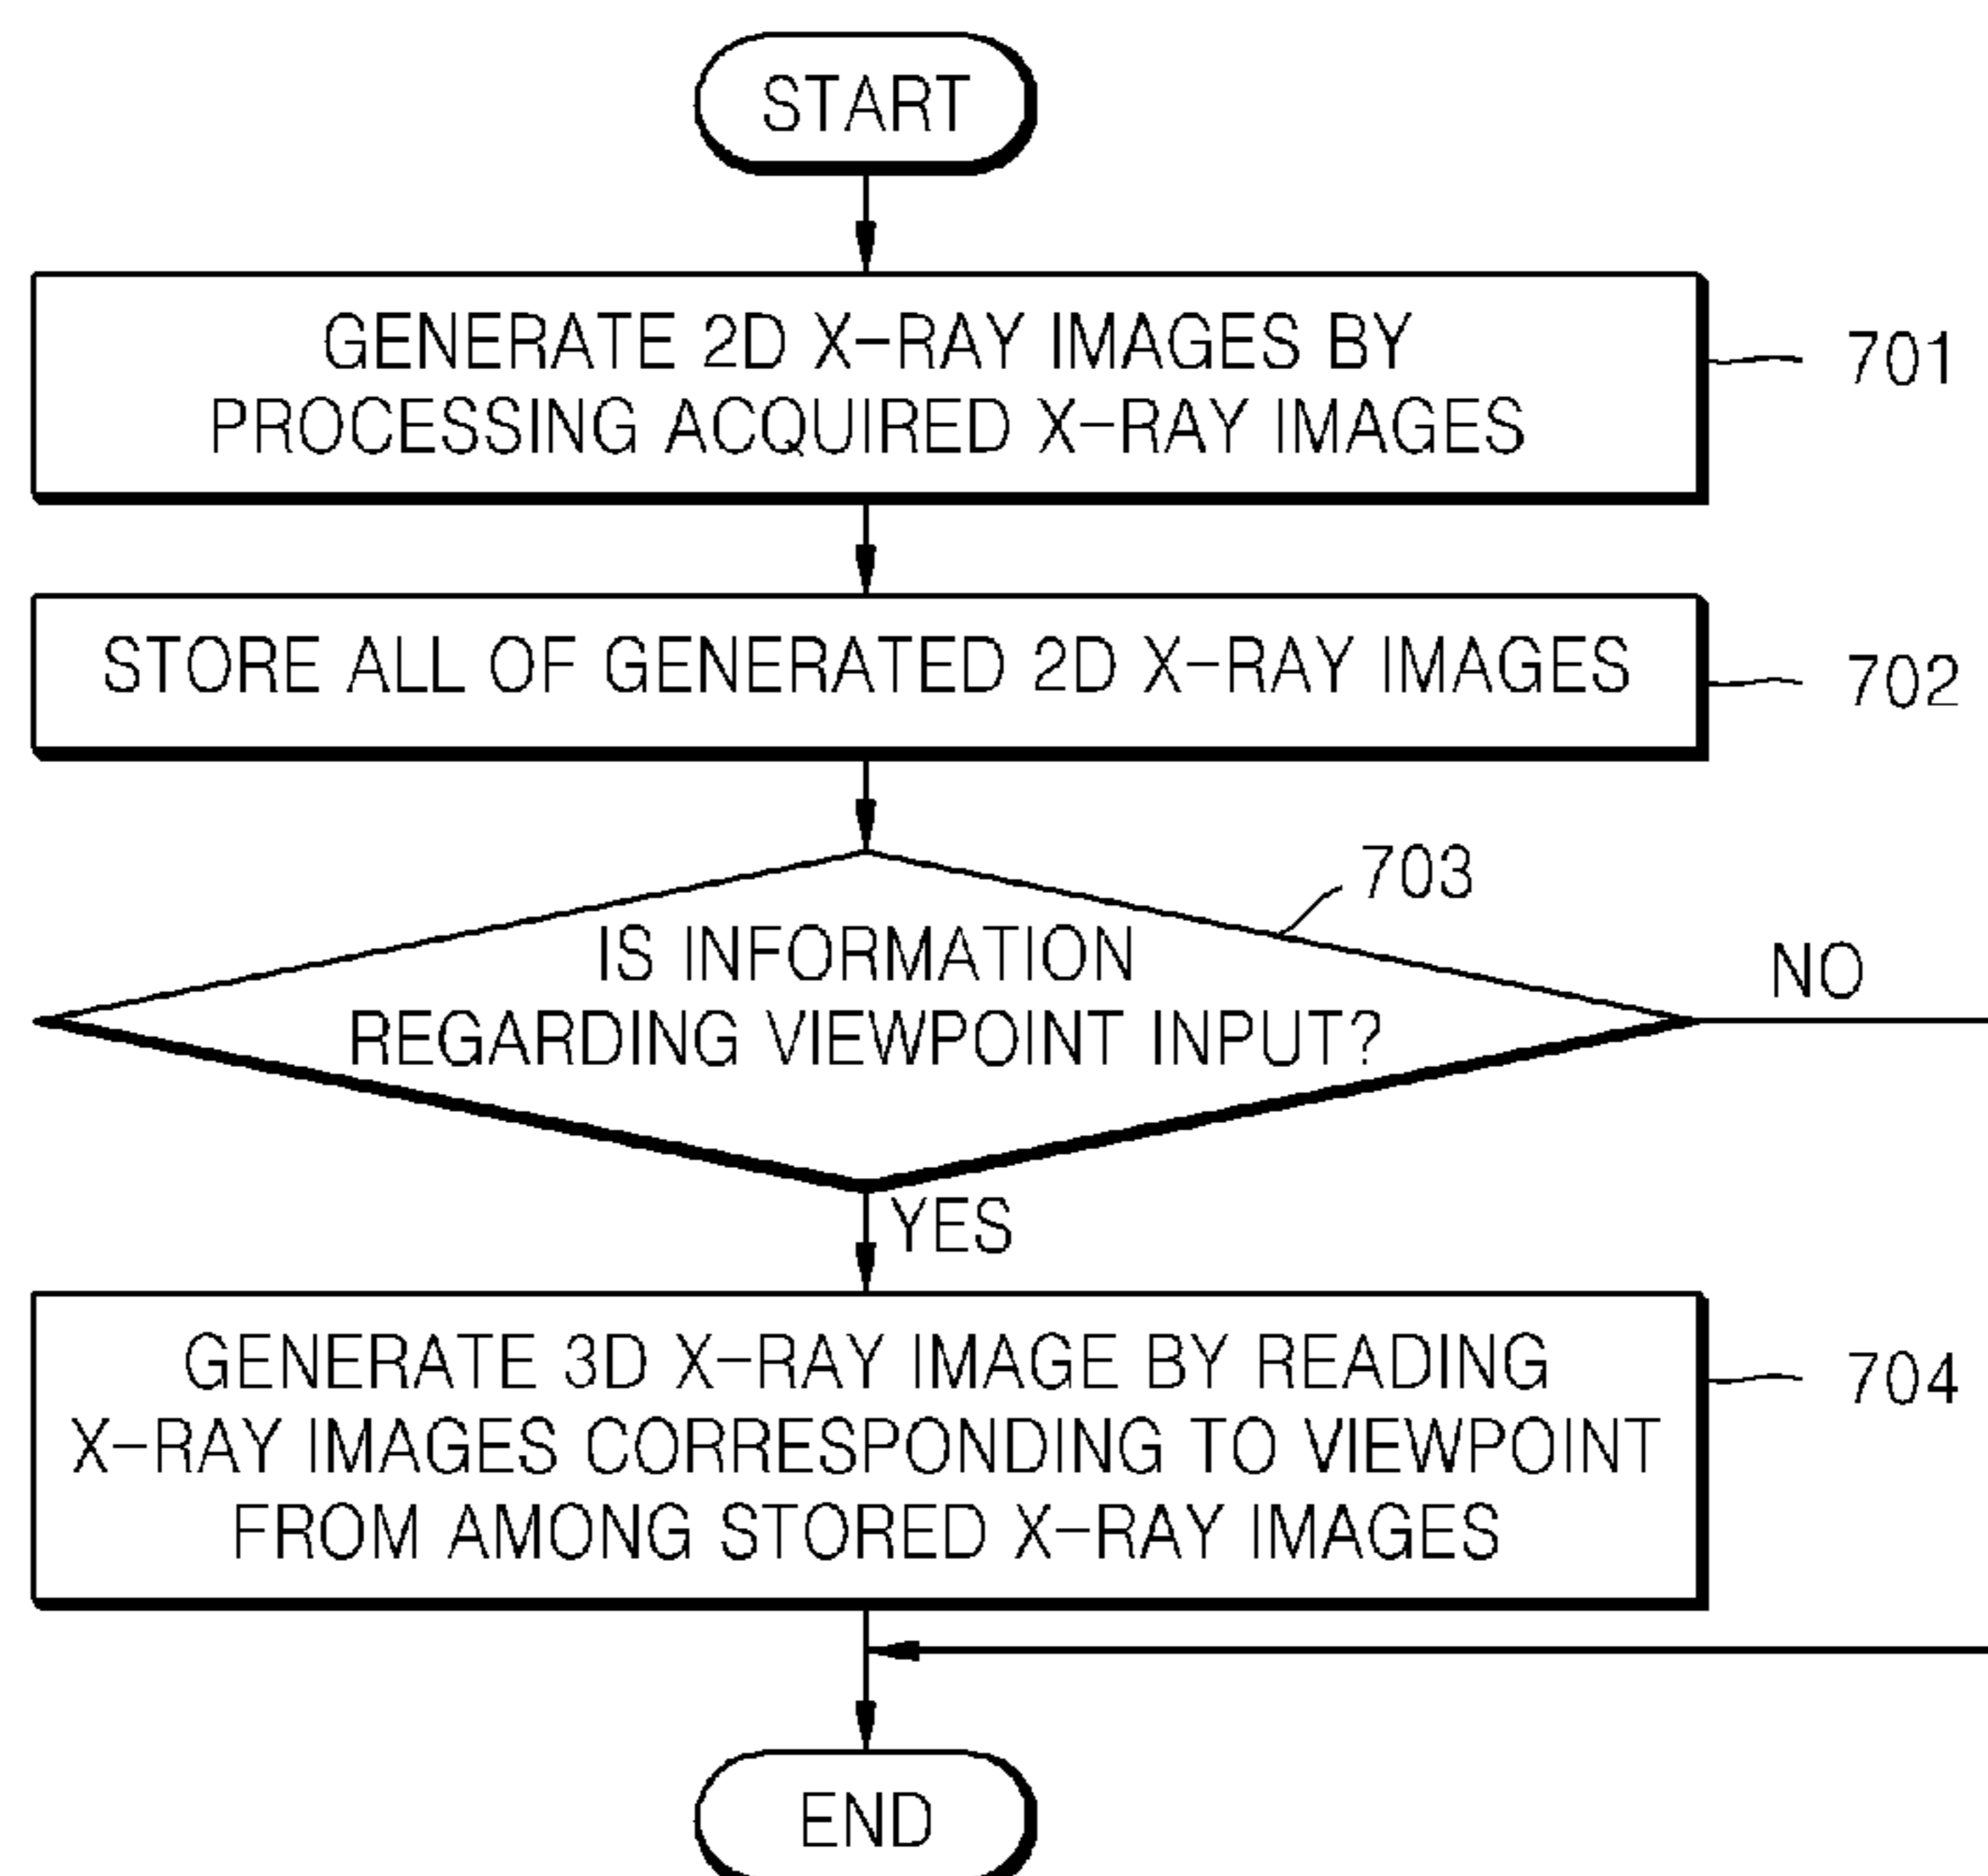 START
GENERATE 2D X-RAY IMAGES BY
PROCESSING ACQUIRED X-RAY IMAGES
701
STORE ALL OF GENERATED 2D X-RAY IMAGES
702
703
IS INFORMATION
REGARDING VIEWPOINT INPUT?
NO
YES
GENERATE 3D X-RAY IMAGE BY READING
X-RAY IMAGES CORRESPONDING TO VIEWPOINT
FROM AMONG STORED X-RAY IMAGES
704
END